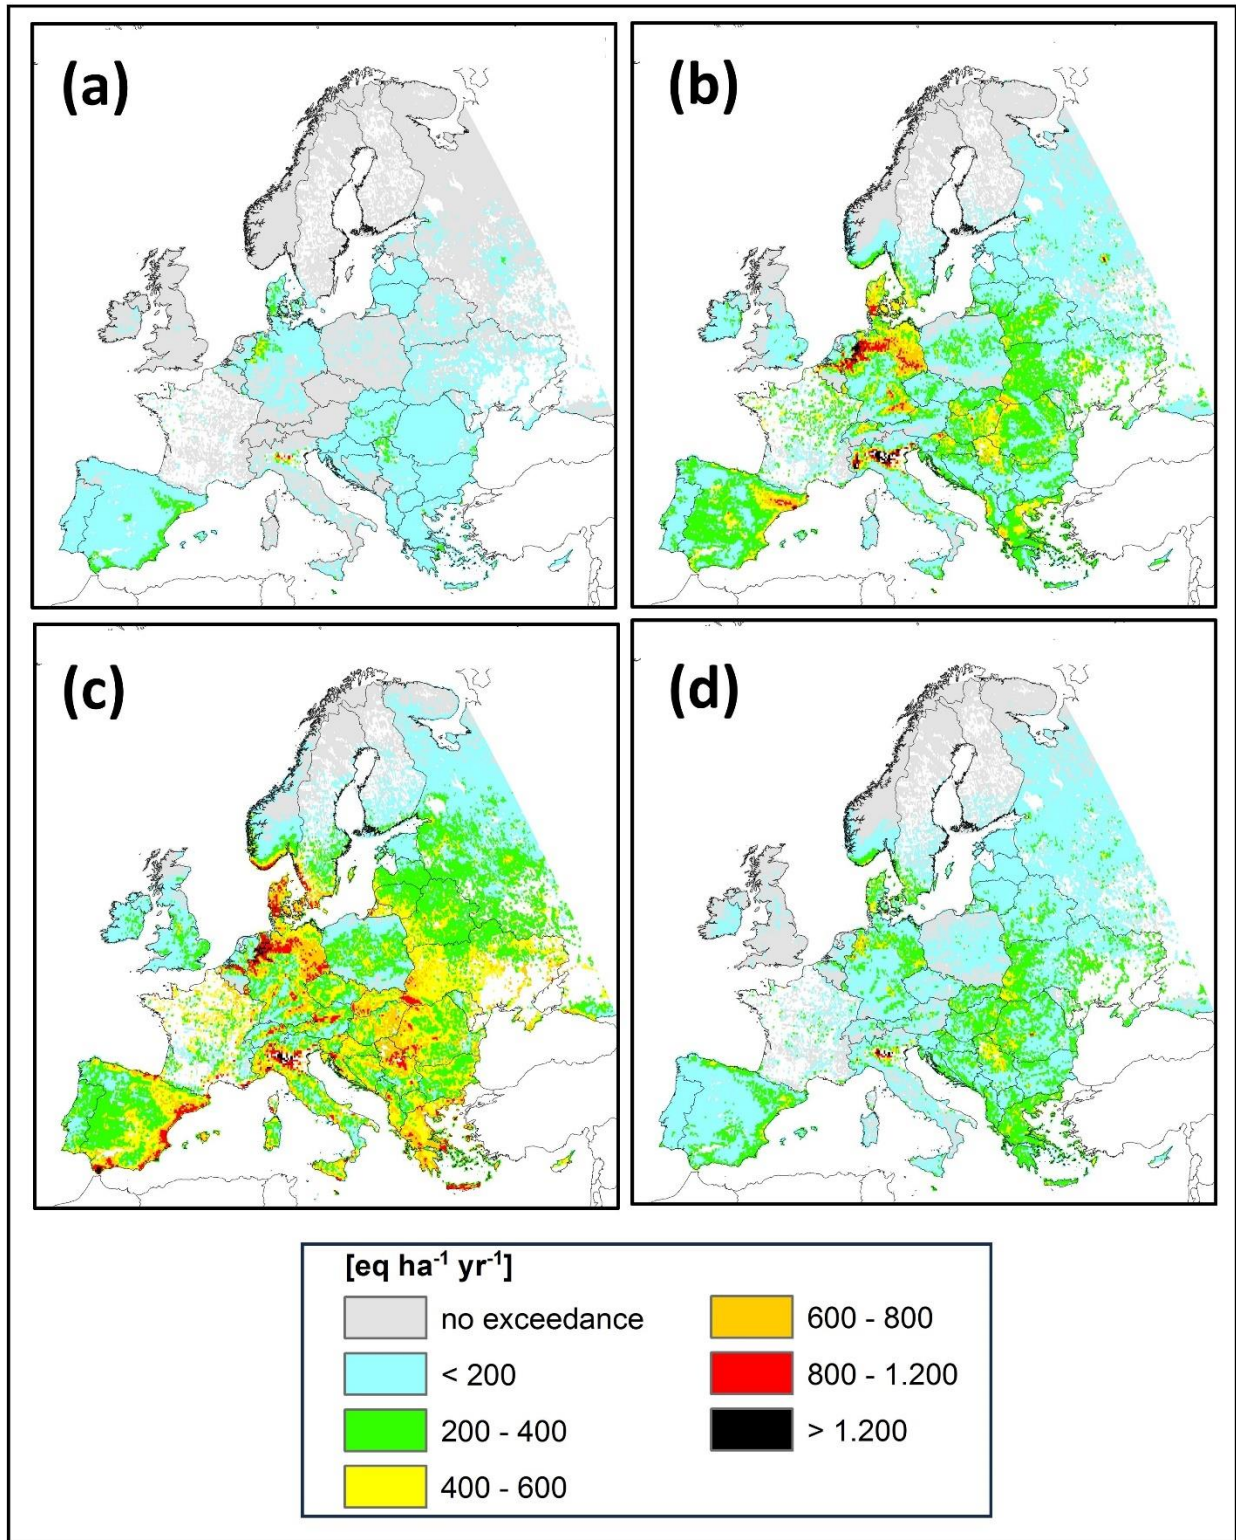 (a)
(b)
(c)
(d)
[eq ha⁻¹ yr⁻¹]
no exceedance
< 200
200 - 400
400 - 600
600 - 800
800 - 1.200
> 1.200